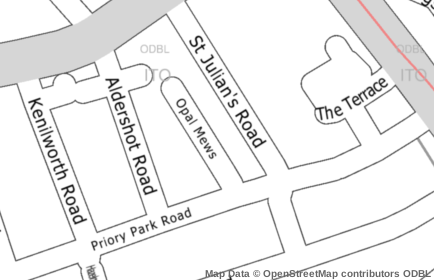 ODBL
ITO
ODBL
ITO
St Julian's Road
Kenilworth Road
Aldershot Road
Opal Mews
The Terrace
Priory Park Road
Map Data © OpenStreetMap contributors ODBL